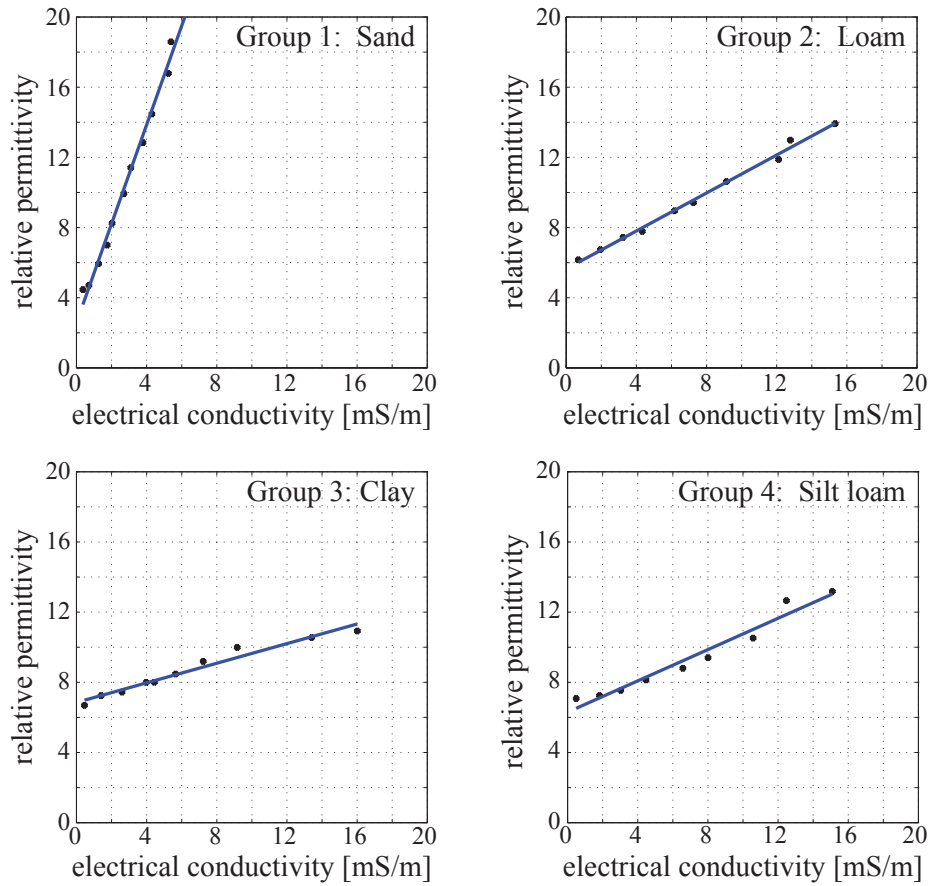 Group 1: Sand
relative permittivity
20
16
12
8
4
0
0 4 8 12 16 20
electrical conductivity [mS/m]
Group 2: Loam
relative permittivity
20
16
12
8
4
0
0 4 8 12 16 20
electrical conductivity [mS/m]
Group 3: Clay
relative permittivity
20
16
12
8
4
0
0 4 8 12 16 20
electrical conductivity [mS/m]
Group 4: Silt loam
relative permittivity
20
16
12
8
4
0
0 4 8 12 16 20
electrical conductivity [mS/m]